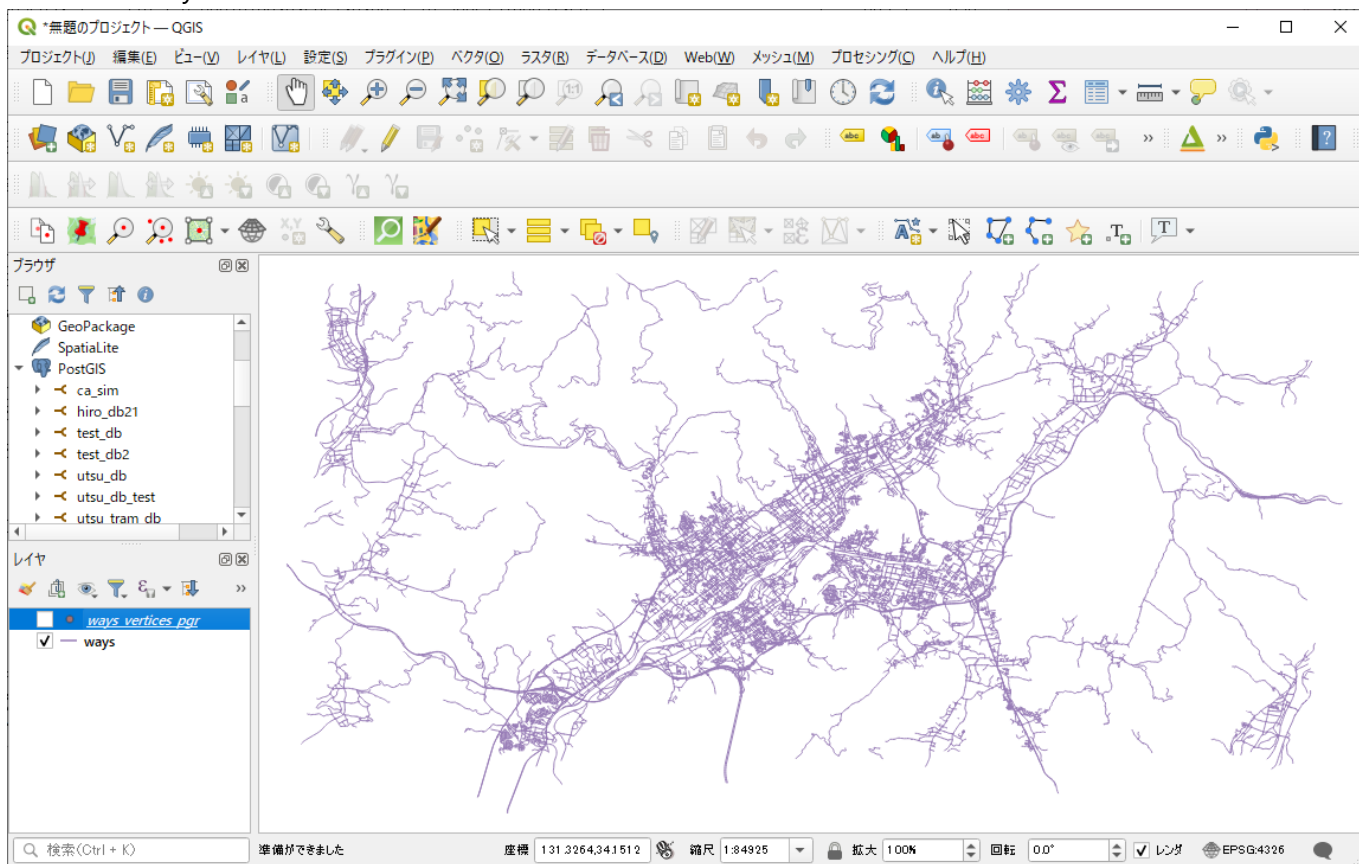 *無題のプロジェクト — QGIS
プロジェクト(J) 編集(E) ビュー(V) レイヤ(L) 設定(S) プラグイン(P) ベクタ(O) ラスタ(R) データベース(D) Web(W) メッシュ(M) プロセシング(C) ヘルプ(H)
ブラウザ
GeoPackage
SpatiaLite
PostGIS
ca_sim
hiro_db21
test_db
test_db2
utsu_db
utsu_db_test
utsu_tram_db
レイヤ
ways_vertices_pgr
ways
検索(Ctrl + K) 準備ができました 座標 131.3264,34.1512 縮尺 1:84925 拡大 100% 回転 0.0° レンダ EPSG:4326